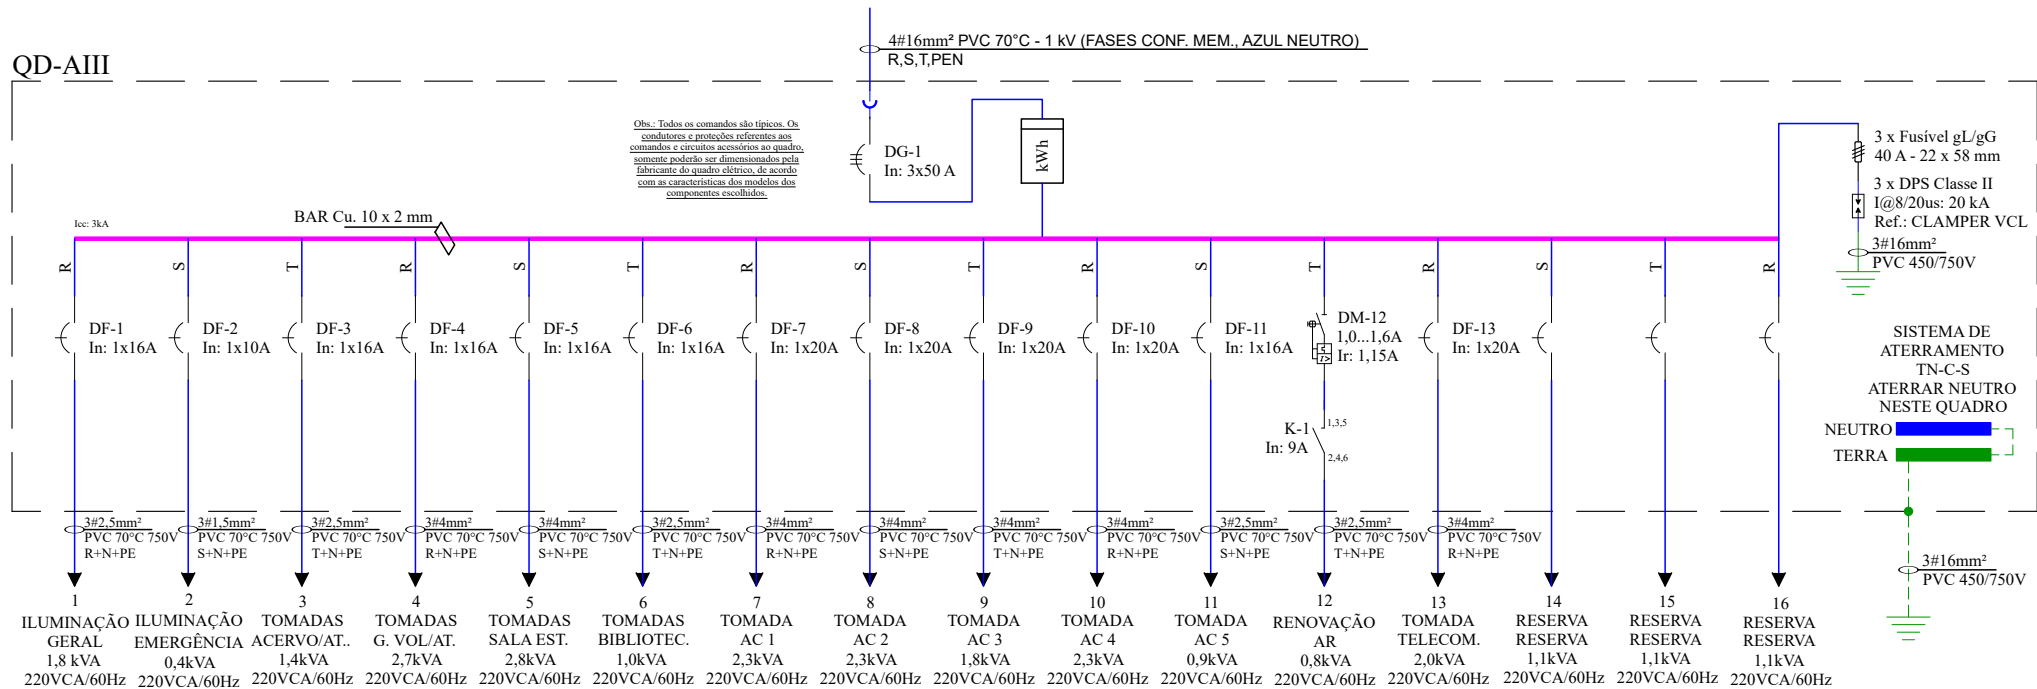 4#16mm² PVC 70°C - 1 kV (FASES CONF. MEM., AZUL NEUTRO)
R,S,T,PEN
QD-AIII
Obs.: Todos os comandos são típicos. Os
condutores e proteções referentes aos
comandos e circuitos acessórios ao quadro,
somente poderão ser dimensionados pela
fabricante do quadro elétrico, de acordo
com as características dos modelos dos
componentes escolhidos.
DG-1
In: 3x50 A
kWh
3 x Fusível gL/gG
40 A - 22 x 58 mm
3 x DPS Classe II
I@8/20us: 20 kA
Ref.: CLAMPER VCL
3#16mm²
PVC 450/750V
Icc: 3kA
BAR Cu. 10 x 2 mm
R
S
T
R
S
T
R
S
T
R
S
T
R
S
T
R
DF-1
In: 1x16A
DF-2
In: 1x10A
DF-3
In: 1x16A
DF-4
In: 1x16A
DF-5
In: 1x16A
DF-6
In: 1x16A
DF-7
In: 1x20A
DF-8
In: 1x20A
DF-9
In: 1x20A
DF-10
In: 1x20A
DF-11
In: 1x16A
DM-12
1,0...1,6A
Ir: 1,15A
I>
DF-13
In: 1x20A
K-1
In: 9A
1,3,5
2,4,6
SISTEMA DE
ATERRAMENTO
TN-C-S
ATERRAR NEUTRO
NESTE QUADRO
NEUTRO
TERRA
3#2,5mm²
PVC 70°C 750V
R+N+PE
3#1,5mm²
PVC 70°C 750V
S+N+PE
3#2,5mm²
PVC 70°C 750V
T+N+PE
3#4mm²
PVC 70°C 750V
R+N+PE
3#4mm²
PVC 70°C 750V
S+N+PE
3#2,5mm²
PVC 70°C 750V
T+N+PE
3#4mm²
PVC 70°C 750V
R+N+PE
3#4mm²
PVC 70°C 750V
S+N+PE
3#4mm²
PVC 70°C 750V
T+N+PE
3#4mm²
PVC 70°C 750V
R+N+PE
3#2,5mm²
PVC 70°C 750V
S+N+PE
3#2,5mm²
PVC 70°C 750V
T+N+PE
3#4mm²
PVC 70°C 750V
R+N+PE
3#16mm²
PVC 450/750V
1
ILUMINAÇÃO
GERAL
1,8 kVA
220VCA/60Hz
2
ILUMINAÇÃO
EMERGÊNCIA
0,4kVA
220VCA/60Hz
3
TOMADAS
ACERVO/AT..
1,4kVA
220VCA/60Hz
4
TOMADAS
G. VOL/AT.
2,7kVA
220VCA/60Hz
5
TOMADAS
SALA EST.
2,8kVA
220VCA/60Hz
6
TOMADAS
BIBLIOTEC.
1,0kVA
220VCA/60Hz
7
TOMADA
AC 1
2,3kVA
220VCA/60Hz
8
TOMADA
AC 2
2,3kVA
220VCA/60Hz
9
TOMADA
AC 3
1,8kVA
220VCA/60Hz
10
TOMADA
AC 4
2,3kVA
220VCA/60Hz
11
TOMADA
AC 5
0,9kVA
220VCA/60Hz
12
RENOVAÇÃO
AR
0,8kVA
220VCA/60Hz
13
TOMADA
TELECOM.
2,0kVA
220VCA/60Hz
14
RESERVA
RESERVA
1,1kVA
220VCA/60Hz
15
RESERVA
RESERVA
1,1kVA
220VCA/60Hz
16
RESERVA
RESERVA
1,1kVA
220VCA/60Hz